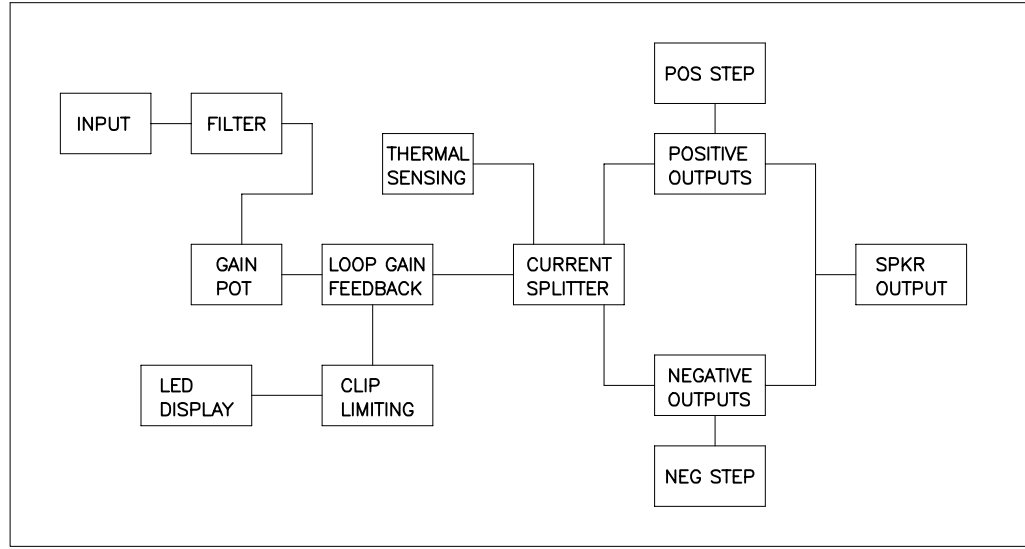 POS STEP
INPUT
FILTER
THERMAL
SENSING
POSITIVE
OUTPUTS
GAIN
POT
LOOP GAIN
FEEDBACK
CURRENT
SPLITTER
SPKR
OUTPUT
LED
DISPLAY
CLIP
LIMITING
NEGATIVE
OUTPUTS
NEG STEP